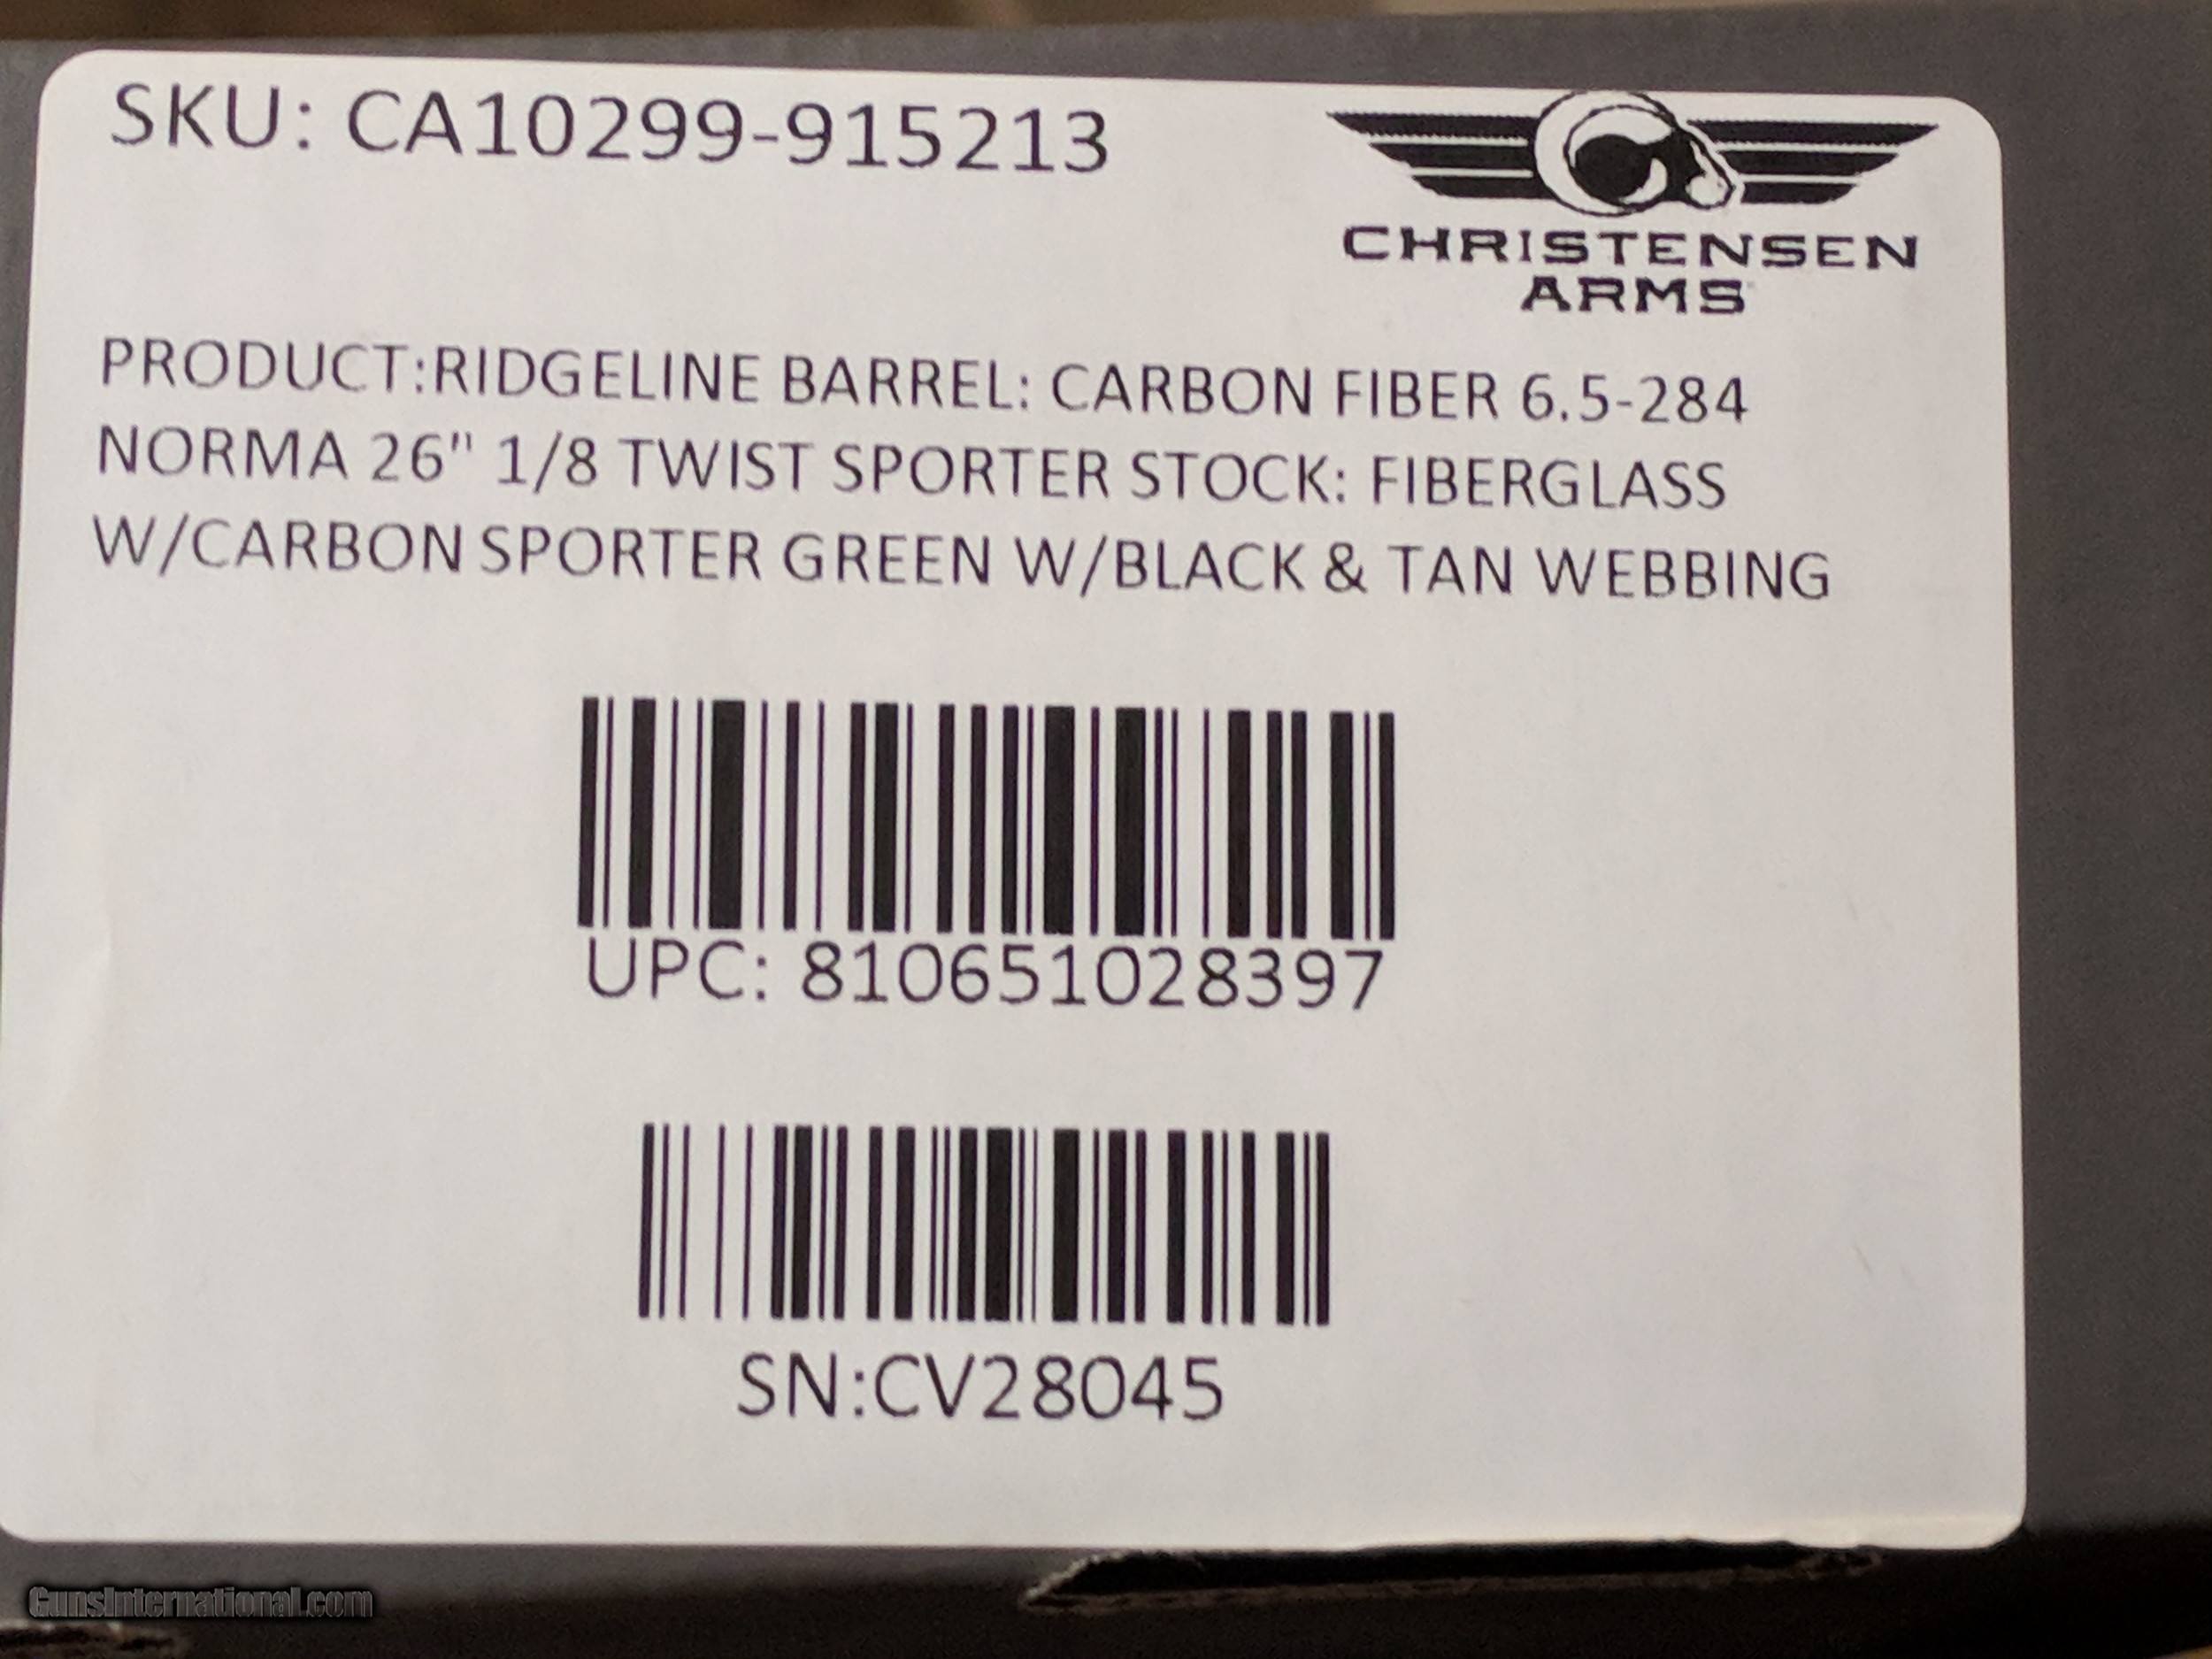 SKU: CA10299-915213
CHRISTENSEN
ARMS
PRODUCT:RIDGELINE BARREL: CARBON FIBER 6.5-284
NORMA 26" 1/8 TWIST SPORTER STOCK: FIBERGLASS
W/CARBON SPORTER GREEN W/BLACK & TAN WEBBING
UPC: 810651028397
SN:CV28045
GunsInternational.com